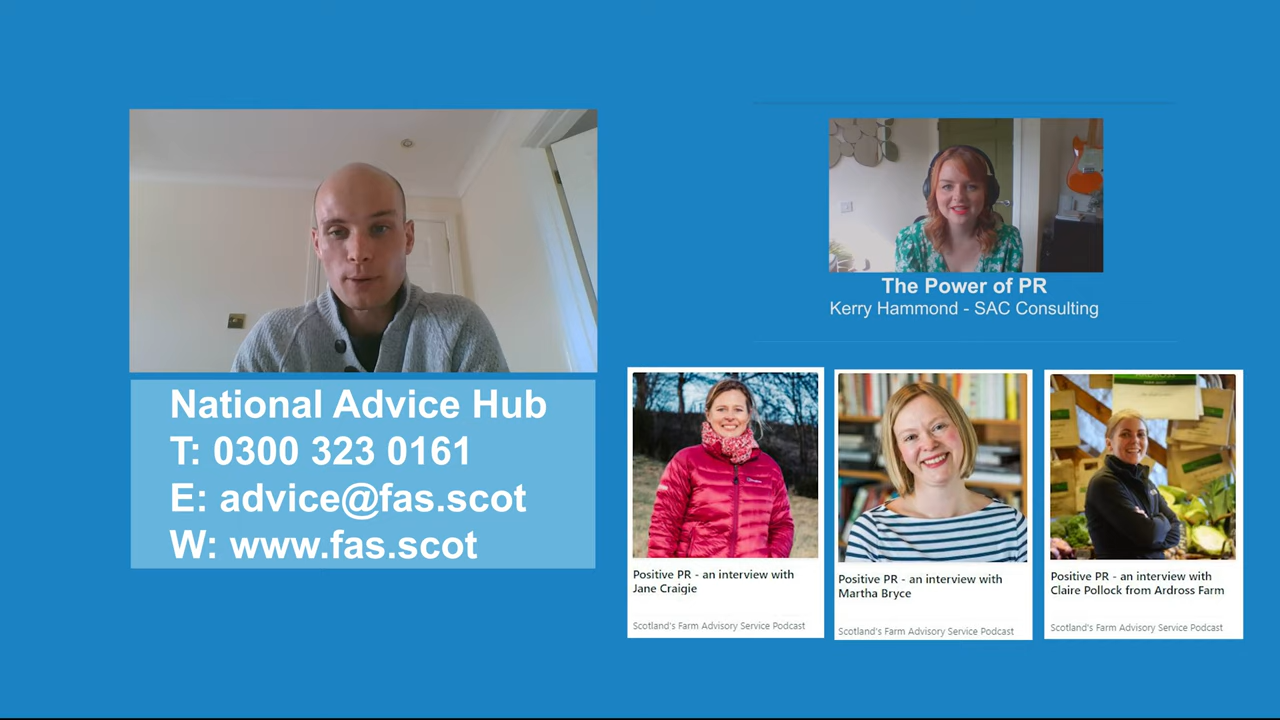 National Advice Hub
T: 0300 323 0161
E: advice@fas.scot
W: www.fas.scot
The Power of PR
Kerry Hammond - SAC Consulting
Positive PR - an interview with
Jane Craigie
Scotland's Farm Advisory Service Podcast
Positive PR - an interview with
Martha Bryce
Scotland's Farm Advisory Service Podcast
ARDROSS
Positive PR - an interview with
Claire Pollock from Ardross Farm
Scotland's Farm Advisory Service Podcast